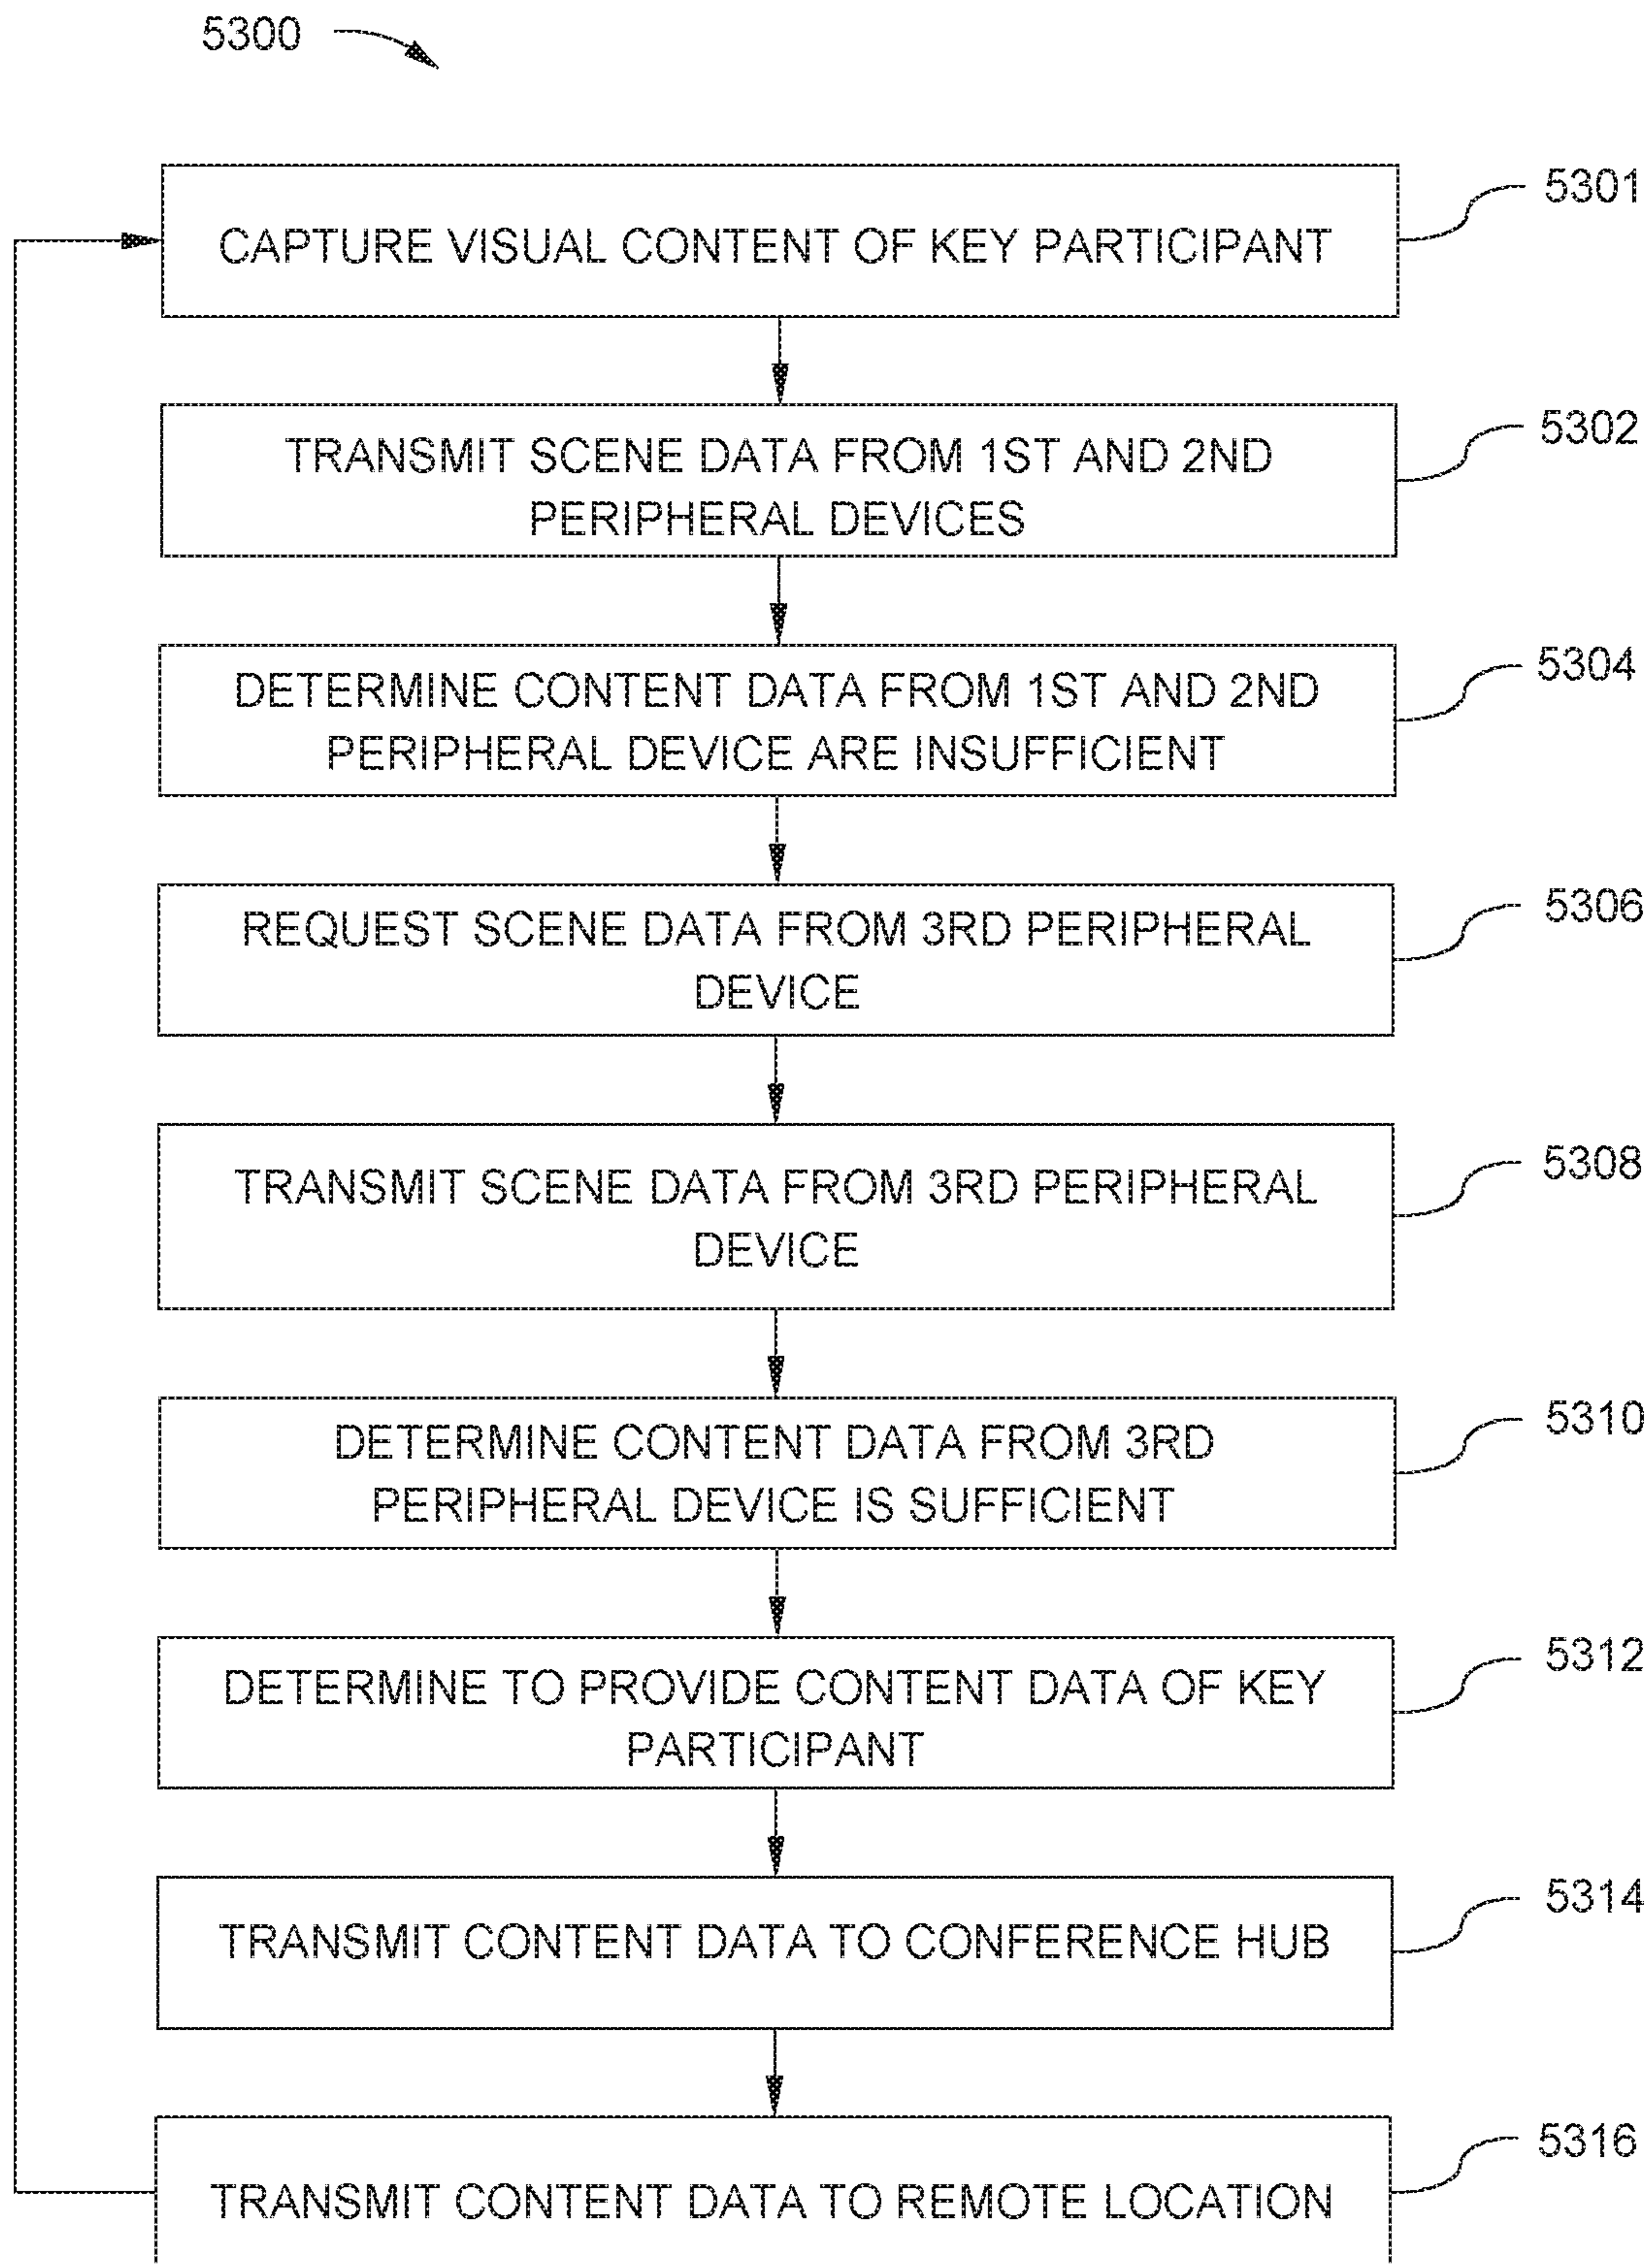 5300
5301
CAPTURE VISUAL CONTENT OF KEY PARTICIPANT
5302
TRANSMIT SCENE DATA FROM 1ST AND 2ND
PERIPHERAL DEVICES
5304
DETERMINE CONTENT DATA FROM 1ST AND 2ND
PERIPHERAL DEVICE ARE INSUFFICIENT
5306
REQUEST SCENE DATA FROM 3RD PERIPHERAL
DEVICE
5308
TRANSMIT SCENE DATA FROM 3RD PERIPHERAL
DEVICE
5310
DETERMINE CONTENT DATA FROM 3RD
PERIPHERAL DEVICE IS SUFFICIENT
5312
DETERMINE TO PROVIDE CONTENT DATA OF KEY
PARTICIPANT
5314
TRANSMIT CONTENT DATA TO CONFERENCE HUB
5316
TRANSMIT CONTENT DATA TO REMOTE LOCATION